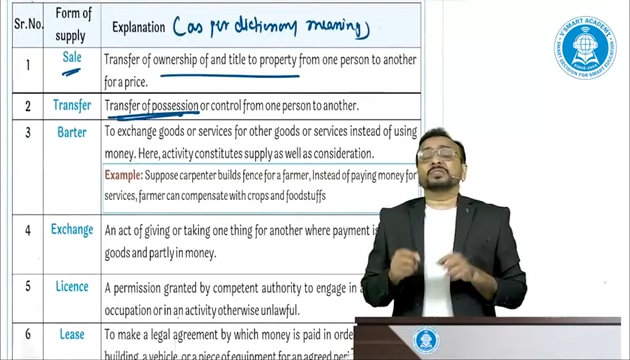 Sr.No.
Form of
supply
Explanation (as per dictionary meaning)
1
Sale
Transfer of ownership of and title to property from one person to another
for a price.
2
Transfer
Transfer of possession or control from one person to another.
3
Barter
To exchange goods or services for other goods or services instead of using
money. Here, activity constitutes supply as well as consideration.
Example: Suppose carpenter builds fence for a farmer, Instead of paying money for
services, farmer can compensate with crops and foodstuffs
4
Exchange
An act of giving or taking one thing for another where payment is
goods and partly in money.
5
Licence
A permission granted by competent authority to engage in a
occupation or in an activity otherwise unlawful.
6
Lease
To make a legal agreement by which money is paid in orde
building, a vehicle, or a piece of equipment for an agreed
V'SMART ACADEMY